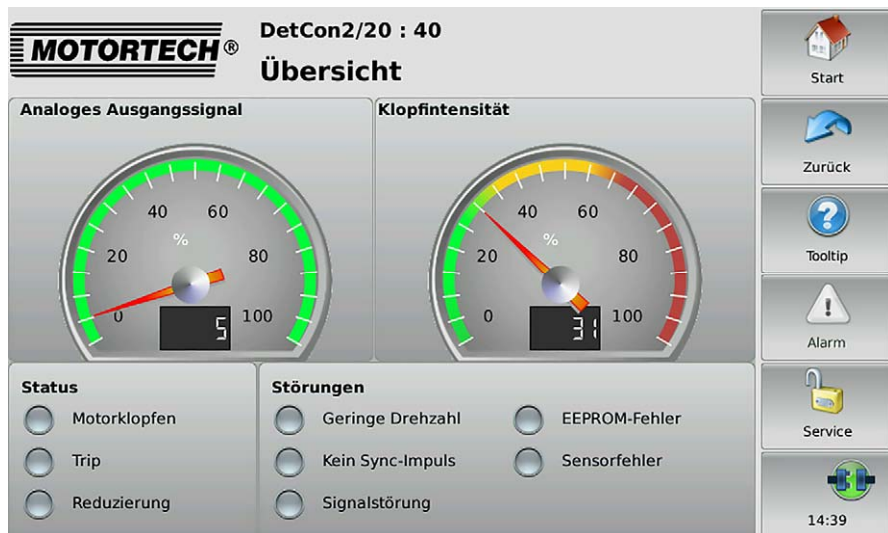 MOTORTECH®
DetCon2/20 : 40
Übersicht
Analoges Ausgangssignal
0
20
40
60
80
100
%
5
Klopfintensität
0
20
40
60
80
100
%
31
Status
Motorklopfen
Trip
Reduzierung
Störungen
Geringe Drehzahl
Kein Sync-Impuls
Signalstörung
EEPROM-Fehler
Sensorfehler
Start
Zurück
Tooltip
Alarm
Service
14:39